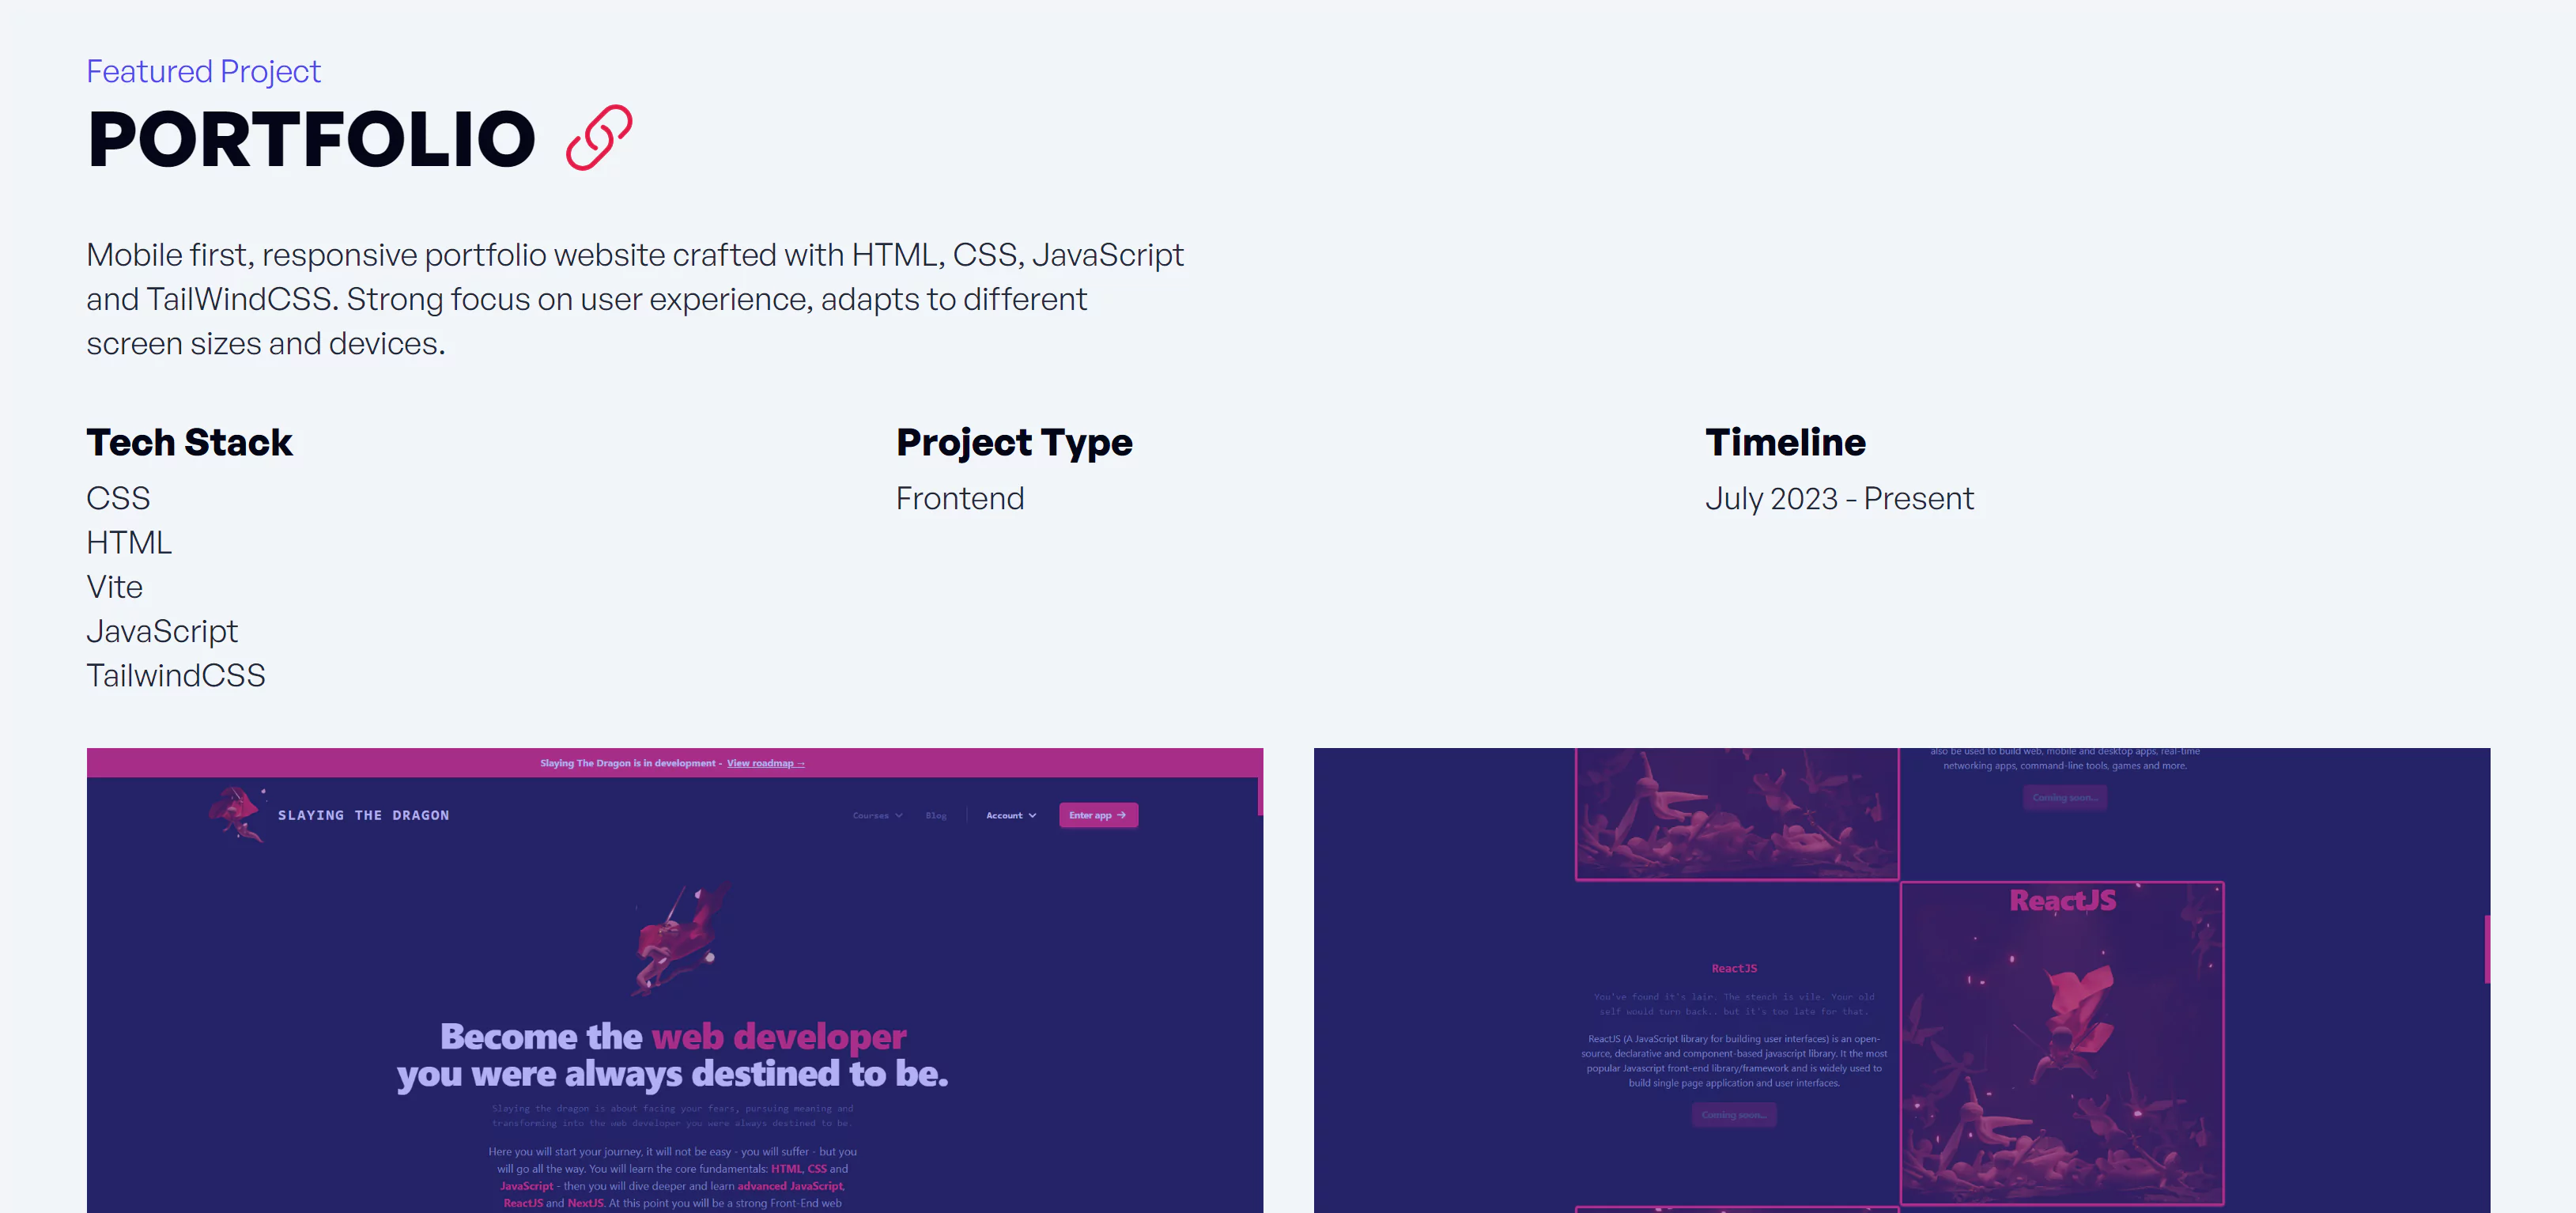 Featured Project
PORTFOLIO
Mobile first, responsive portfolio website crafted with HTML, CSS, JavaScript
and TailWindCSS. Strong focus on user experience, adapts to different
screen sizes and devices.
Tech Stack
CSS
HTML
Vite
JavaScript
TailwindCSS
Project Type
Frontend
Timeline
July 2023 - Present
Slaying The Dragon is in development - View roadmap →
SLAYING THE DRAGON
Courses
Blog
Account
Enter app →
Become the web developer
you were always destined to be.
Slaying the dragon is about facing your fears, pursuing meaning and
transforming into the web developer you were always destined to be.
Here you will start your journey, it will not be easy - you will suffer - but you
will go all the way. You will learn the core fundamentals: HTML, CSS and
JavaScript - then you will dive deeper and learn advanced JavaScript,
ReactJS and NextJS. At this point you will be a strong Front-End web
also be used to build web, mobile and desktop apps, real-time
networking apps, command-line tools, games and more.
Coming soon...
ReactJS
ReactJS
You've found it's lair. The stench is vile. Your old
self would turn back.. but it's too late for that.
ReactJS (A JavaScript library for building user interfaces) is an open-
source, declarative and component-based javascript library. It the most
popular Javascript front-end library/framework and is widely used to
build single page application and user interfaces.
Coming soon...